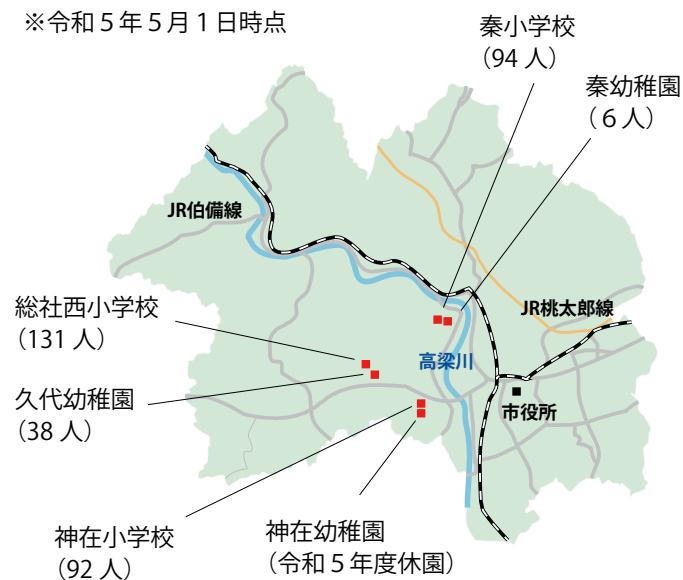 ※令和５年５月１日時点
秦小学校
（94 人）
秦幼稚園
（６人）
JR伯備線
総社西小学校
（131 人）
JR桃太郎線
高梁川
久代幼稚園
（38 人）
市役所
神在小学校
（92 人）
神在幼稚園
（令和５年度休園）